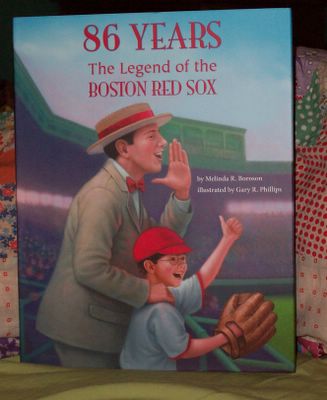 86 YEARS
The Legend of the
BOSTON RED SOX
by Melinda R. Boroson
illustrated by Gary R. Phillips